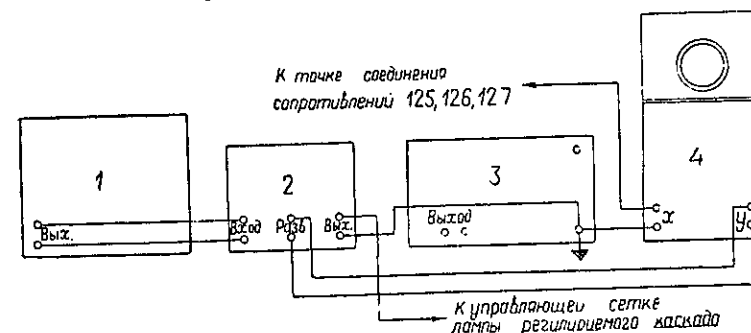 К точке соединения
сопротивлений 125, 126, 127
1
2
3
4
Вых.
Вход
Разв
Вых.
Выход
x
У
К управляющей сетке
лампы регулируемого каскада